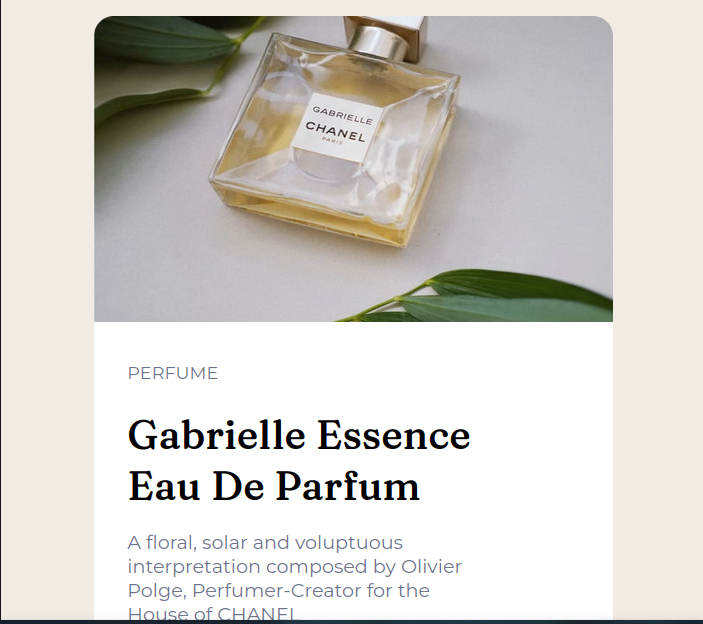 GABRIELLE
CHANEL
PARIS
PERFUME
Gabrielle Essence
Eau De Parfum
A floral, solar and voluptuous
interpretation composed by Olivier
Polge, Perfumer-Creator for the
House of CHANEL